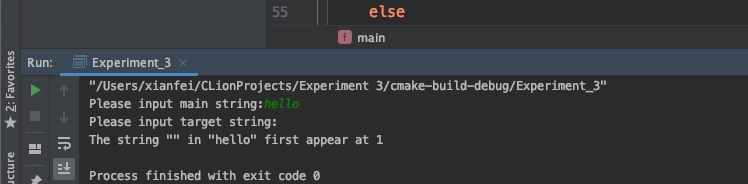 55 else
f main
Run: Experiment_3 ×
"/Users/xianfei/CLionProjects/Experiment 3/cmake-build-debug/Experiment_3"
Please input main string:hello
Please input target string:
The string "" in "hello" first appear at 1
Process finished with exit code 0
2: Favorites